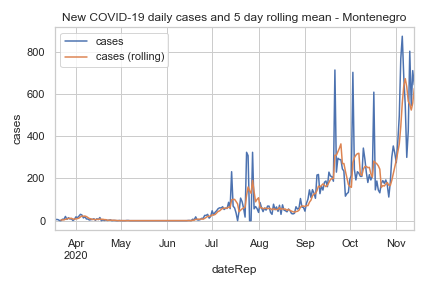 New COVID-19 daily cases and 5 day rolling mean - Montenegro
cases
cases (rolling)
800
600
400
200
0
cases
Apr May Jun Jul Aug Sep Oct Nov
2020
dateRep